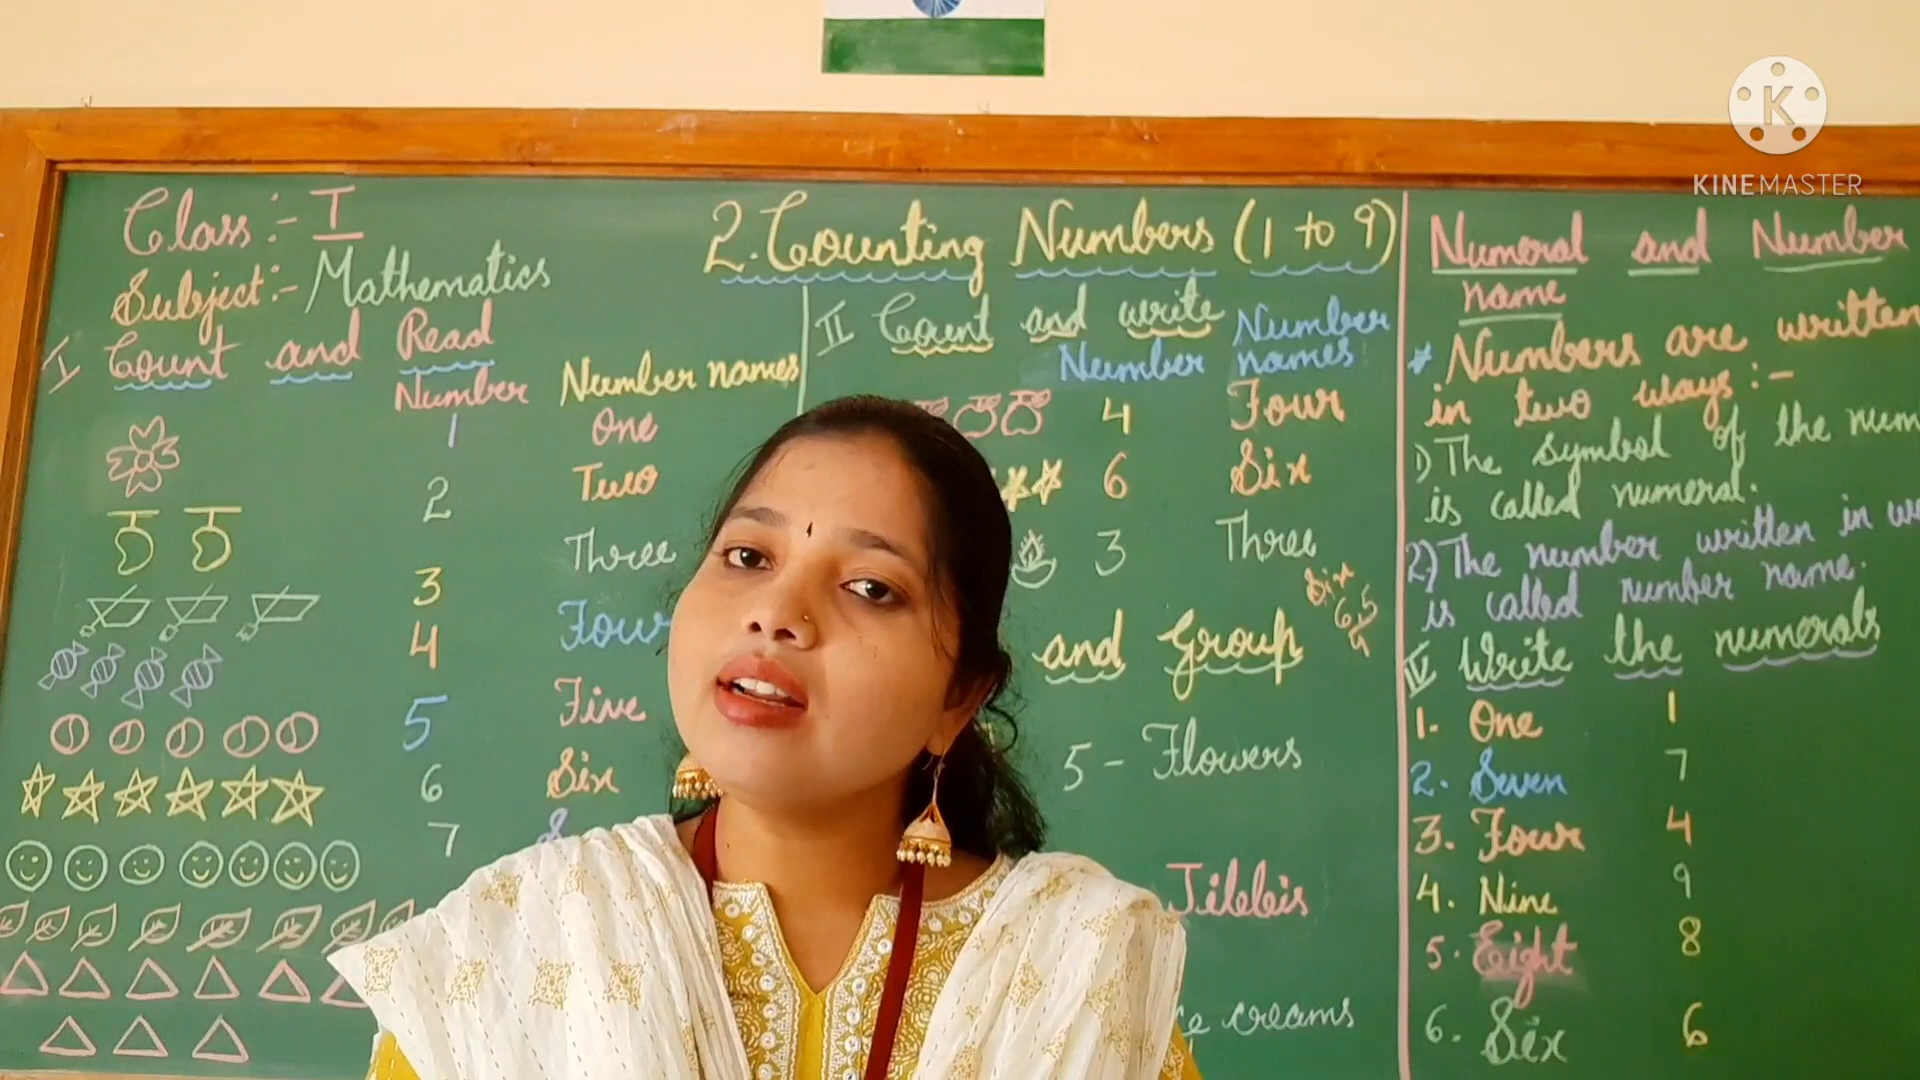 KINEMASTER
Class:- I
Subject:- Mathematics
2. Counting Numbers (1 to 9)
I Count and Read
Number Number names
1 One
2 Two
Three
3
Four
4
5 Five
6 Six
7
II Count and write
Number Number names
4 Four
6 Six
3 Three
Six
6 5
and Group
5 - Flowers
creams
Numeral and Number
name
* Numbers are written
in two ways :-
1) The symbol of the
is called numeral.
2) The number written in
is called number name.
IV Write the numerals
1. One 1
2. Seven 7
3. Four 4
4. Nine 9
5. Eight 8
6. Six 6